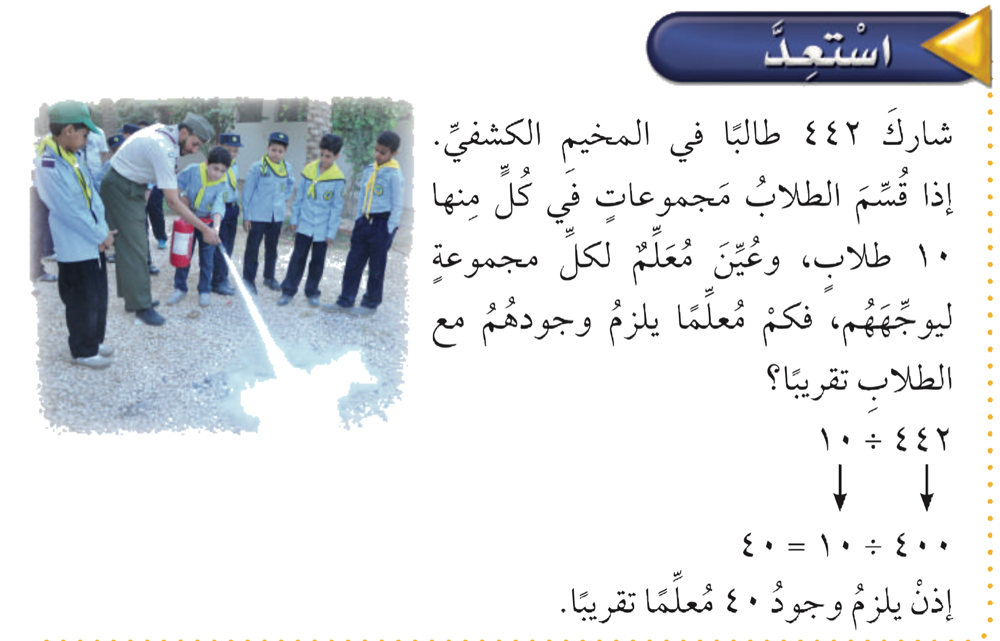 اسْتَعِدَّ
شاركَ ٤٤٢ طالبًا في المخيم الكشفيِّ.
إذا قُسِّمَ الطلابُ مَجموعاتٍ فَي كُلٍّ مِنها
١٠ طلابٍ، وعُيِّنَ مُعَلِّمٌ لكلِّ مجموعةٍ
ليوجِّهَهُم، فكمْ مُعلِّمًا يلزمُ وجودهُمُ مع
الطلابِ تقريبًا؟
٤٤٢ ÷ ١٠
٤٠٠ ÷ ١٠ = ٤٠
إذنْ يلزمُ وجودُ ٤٠ مُعلِّمًا تقريبًا.